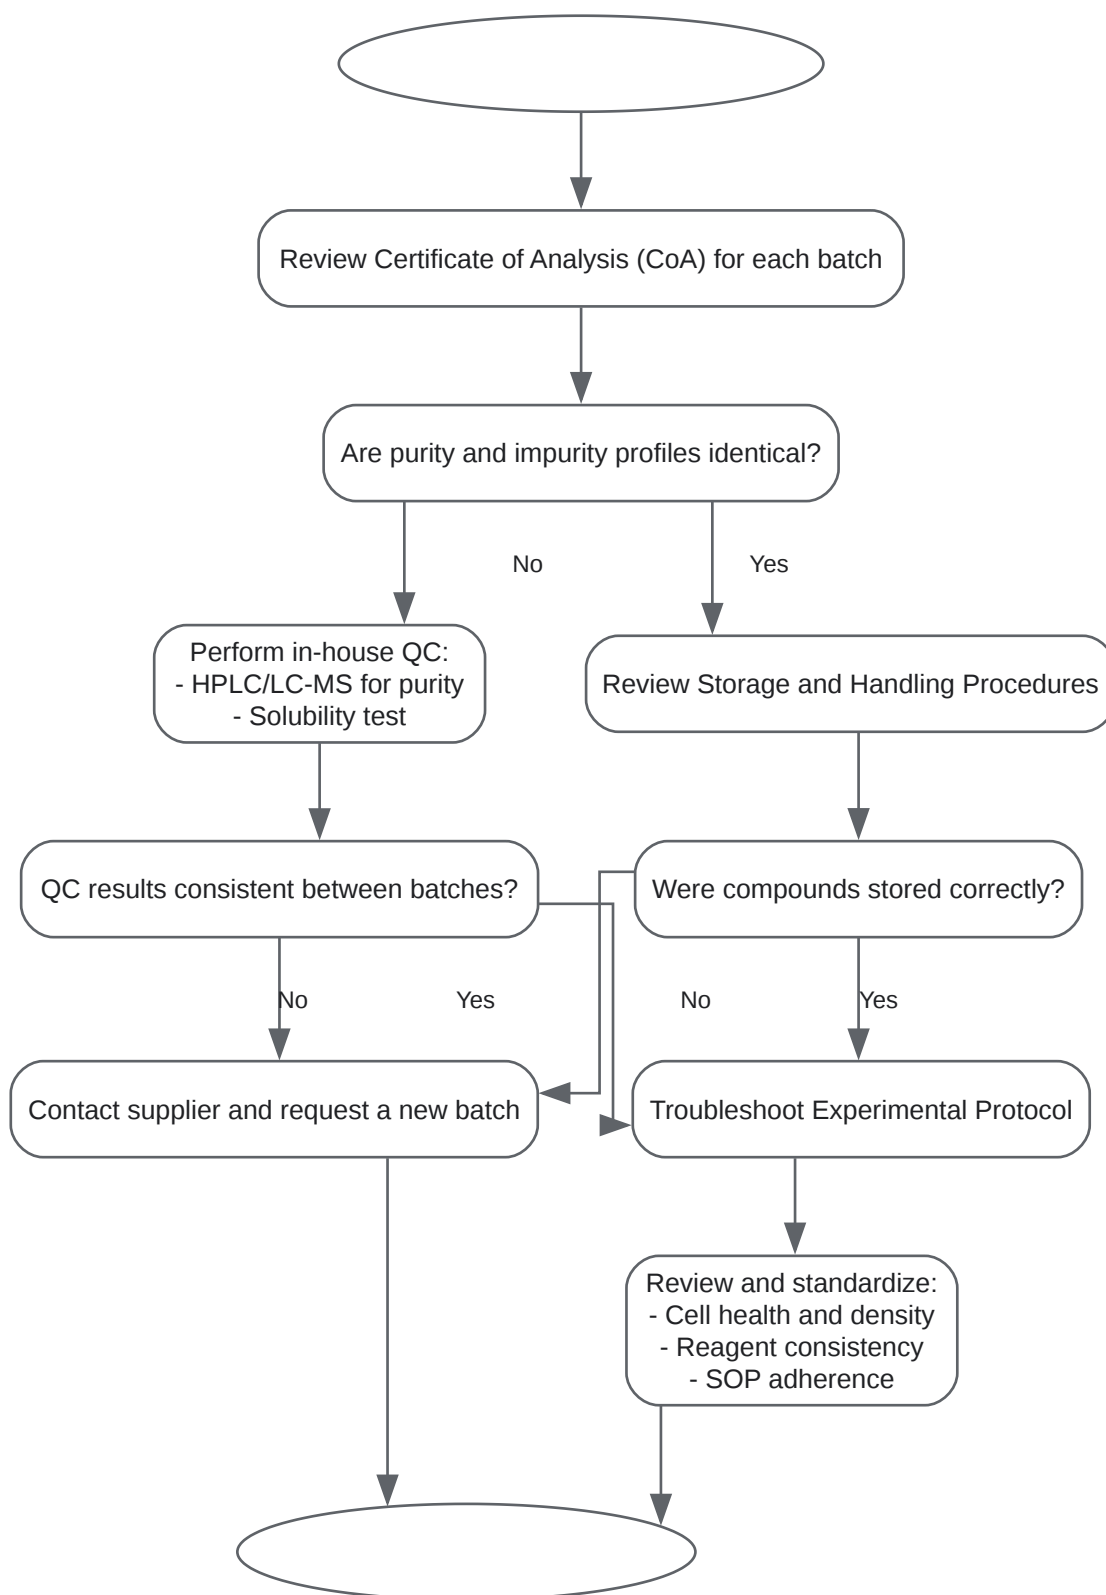 Review Certificate of Analysis (CoA) for each batch
Are purity and impurity profiles identical?
No
Yes
Perform in-house QC:
- HPLC/LC-MS for purity
- Solubility test
Review Storage and Handling Procedures
QC results consistent between batches?
Were compounds stored correctly?
No
Yes
No
Yes
Contact supplier and request a new batch
Troubleshoot Experimental Protocol
Review and standardize:
- Cell health and density
- Reagent consistency
- SOP adherence